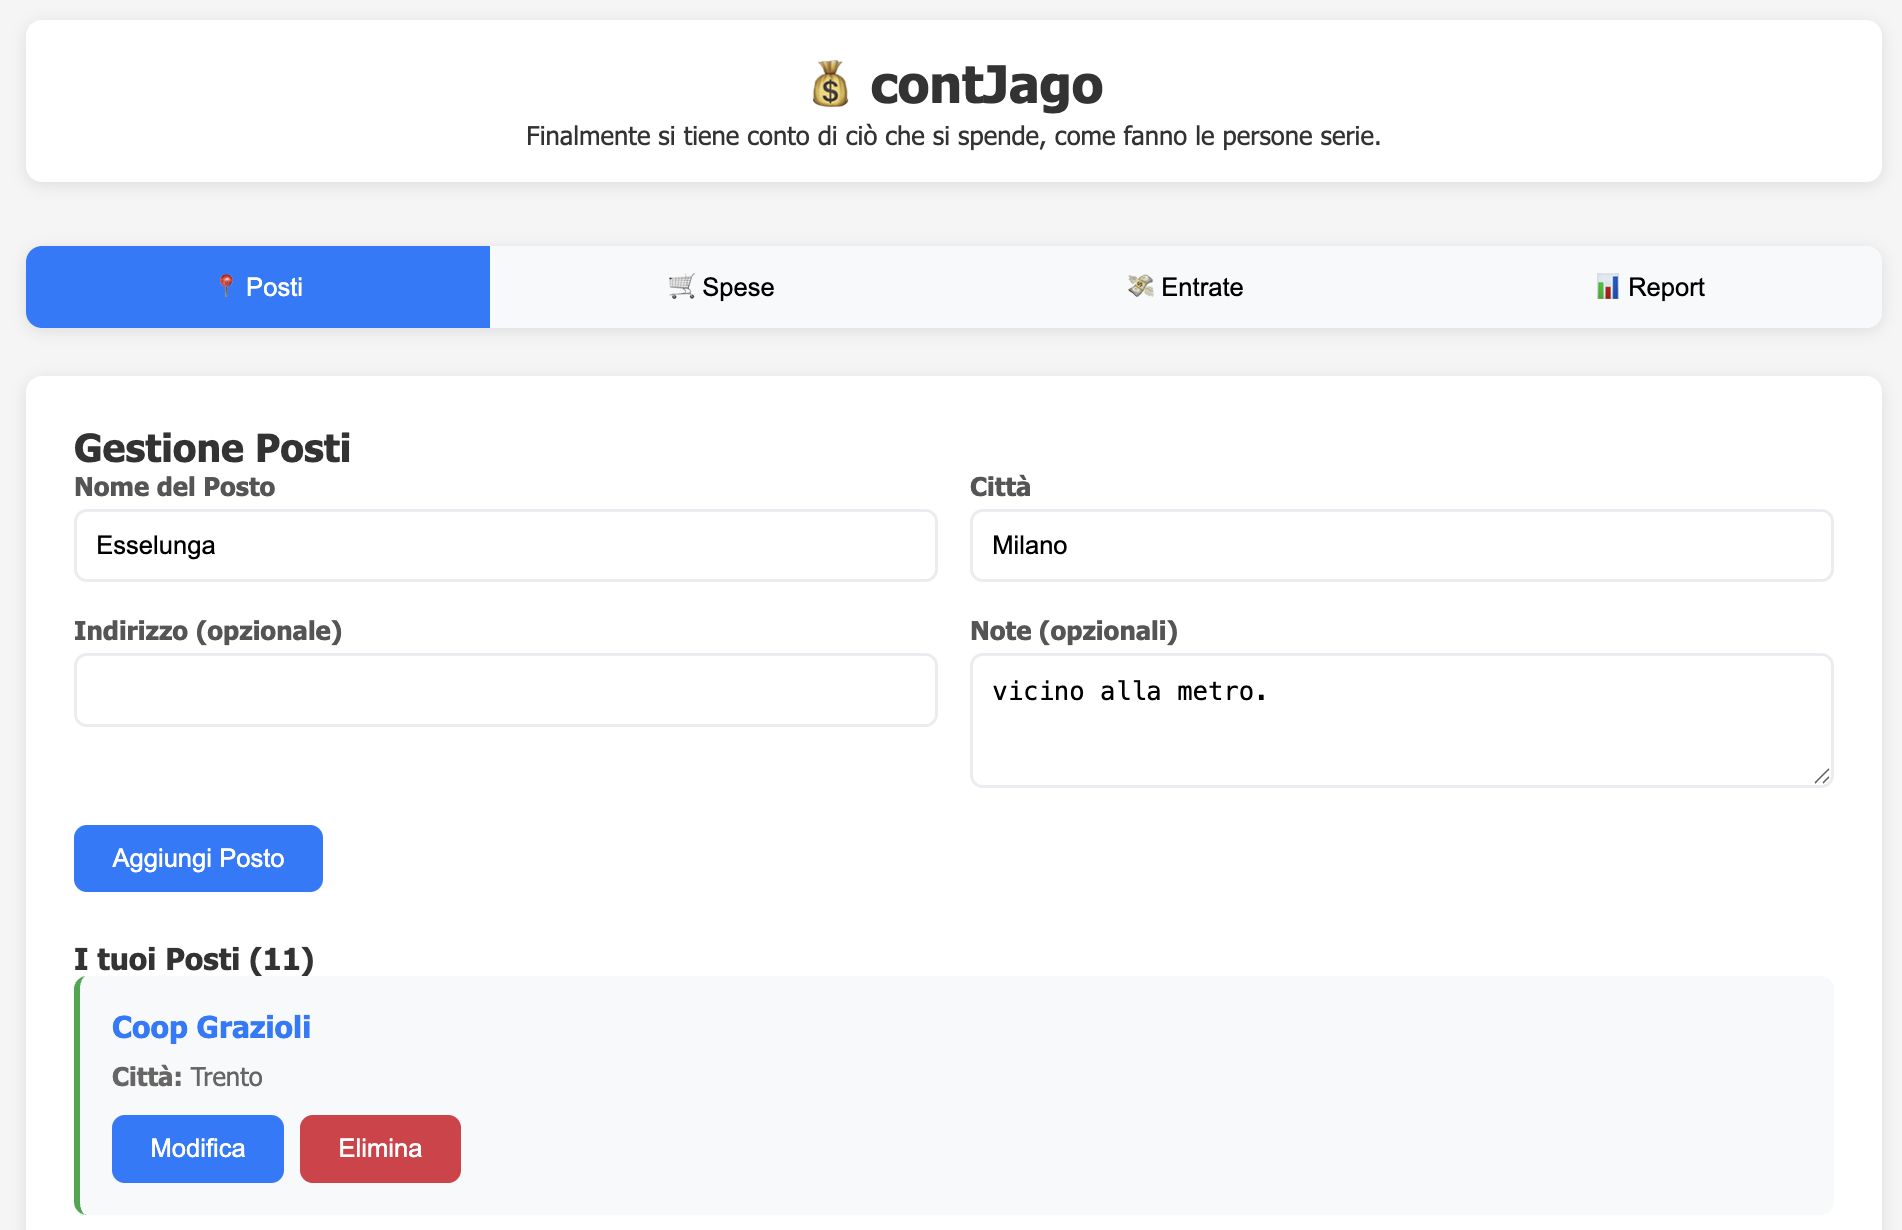 💰 contJago
Finalmente si tiene conto di ciò che si spende, come fanno le persone serie.
📍 Posti
🛒 Spese
💸 Entrate
📊 Report
Gestione Posti
Nome del Posto
Esselunga
Città
Milano
Indirizzo (opzionale)
Note (opzionali)
vicino alla metro.
Aggiungi Posto
I tuoi Posti (11)
Coop Grazioli
Città: Trento
Modifica
Elimina